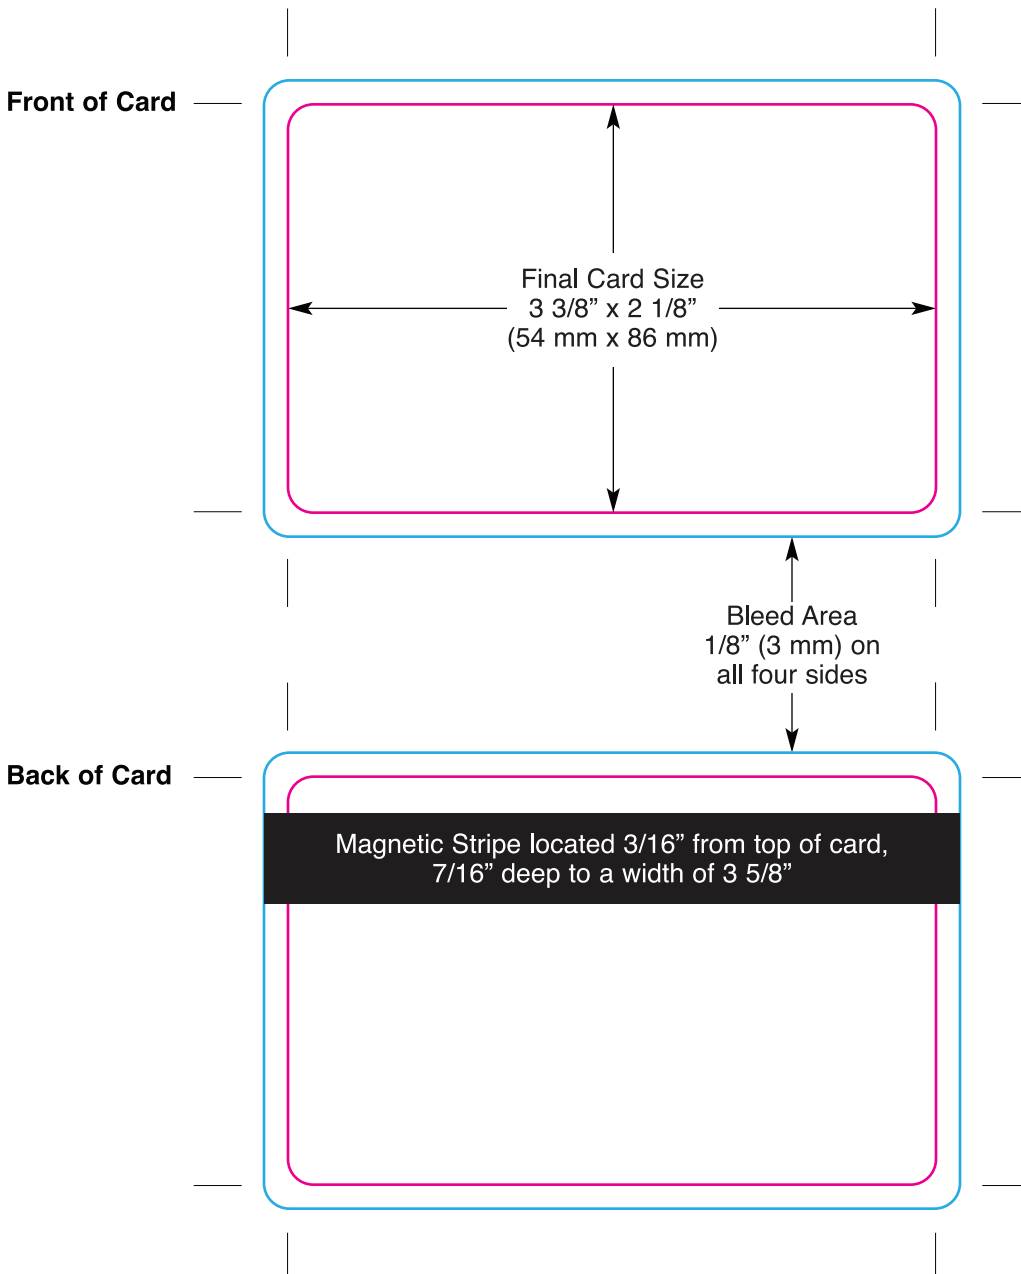 Front of Card
Final Card Size
3 3/8” x 2 1/8”
(54 mm x 86 mm)
Bleed Area
1/8” (3 mm) on
all four sides
Back of Card
Magnetic Stripe located 3/16” from top of card,
7/16” deep to a width of 3 5/8”